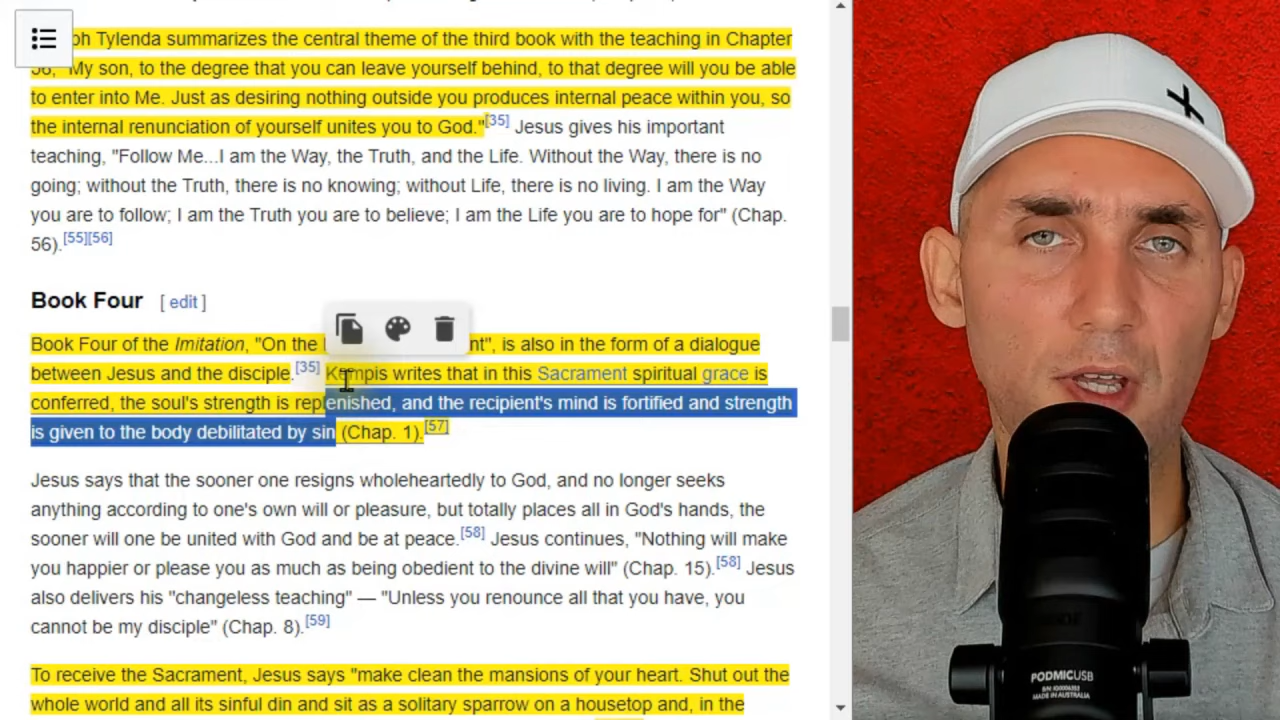 ph Tylenda summarizes the central theme of the third book with the teaching in Chapter
56, "My son, to the degree that you can leave yourself behind, to that degree will you be able
to enter into Me. Just as desiring nothing outside you produces internal peace within you, so
the internal renunciation of yourself unites you to God."[35] Jesus gives his important
teaching, "Follow Me...I am the Way, the Truth, and the Life. Without the Way, there is no
going; without the Truth, there is no knowing; without Life, there is no living. I am the Way
you are to follow; I am the Truth you are to believe; I am the Life you are to hope for" (Chap.
56).[55][56]
Book Four [ edit ]
Book Four of the Imitation, "On the nt", is also in the form of a dialogue
between Jesus and the disciple.[35] Kempis writes that in this Sacrament spiritual grace is
conferred, the soul's strength is replenished, and the recipient's mind is fortified and strength
is given to the body debilitated by sin (Chap. 1).[57]
Jesus says that the sooner one resigns wholeheartedly to God, and no longer seeks
anything according to one's own will or pleasure, but totally places all in God's hands, the
sooner will one be united with God and be at peace.[58] Jesus continues, "Nothing will make
you happier or please you as much as being obedient to the divine will" (Chap. 15).[58] Jesus
also delivers his "changeless teaching" — "Unless you renounce all that you have, you
cannot be my disciple" (Chap. 8).[59]
To receive the Sacrament, Jesus says "make clean the mansions of your heart. Shut out the
whole world and all its sinful din and sit as a solitary sparrow on a housetop and, in the
PODMICUSB
MADE IN AUSTRALIA